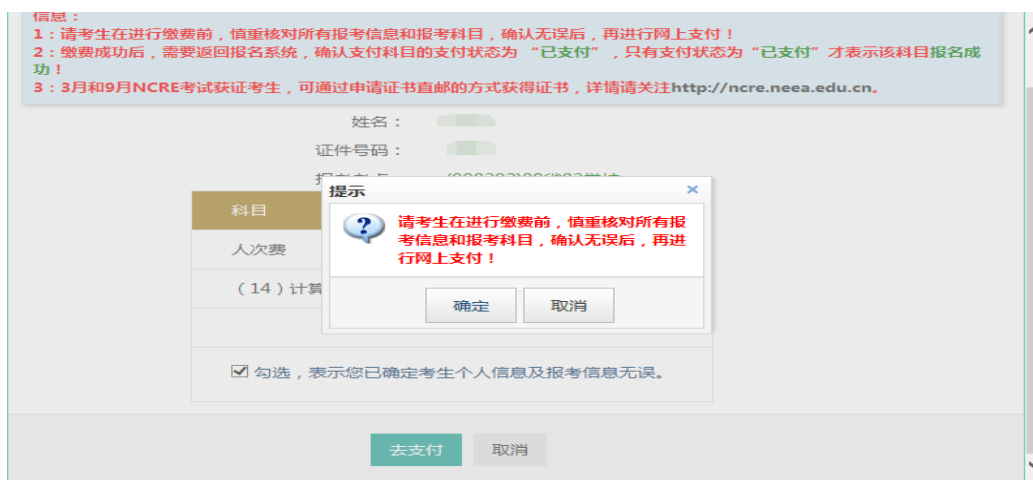 信息：
1：请考生在进行缴费前，慎重核对所有报考信息和报考科目，确认无误后，再进行网上支付！
2：缴费成功后，需要返回报名系统，确认支付科目的支付状态为 “已支付” ，只有支付状态为 “已支付” 才表示该科目报名成
功！
3：3月和9月NCRE考试获证考生，可通过申请证书直邮的方式获得证书，详情请关注http://ncre.neea.edu.cn。
姓名：
证件号码：
提示 ×
请考生在进行缴费前，慎重核对所有报
考信息和报考科目，确认无误后，再进
行网上支付！
确定 取消
科目
人次费
（14）计算
勾选，表示您已确定考生个人信息及报考信息无误。
去支付 取消